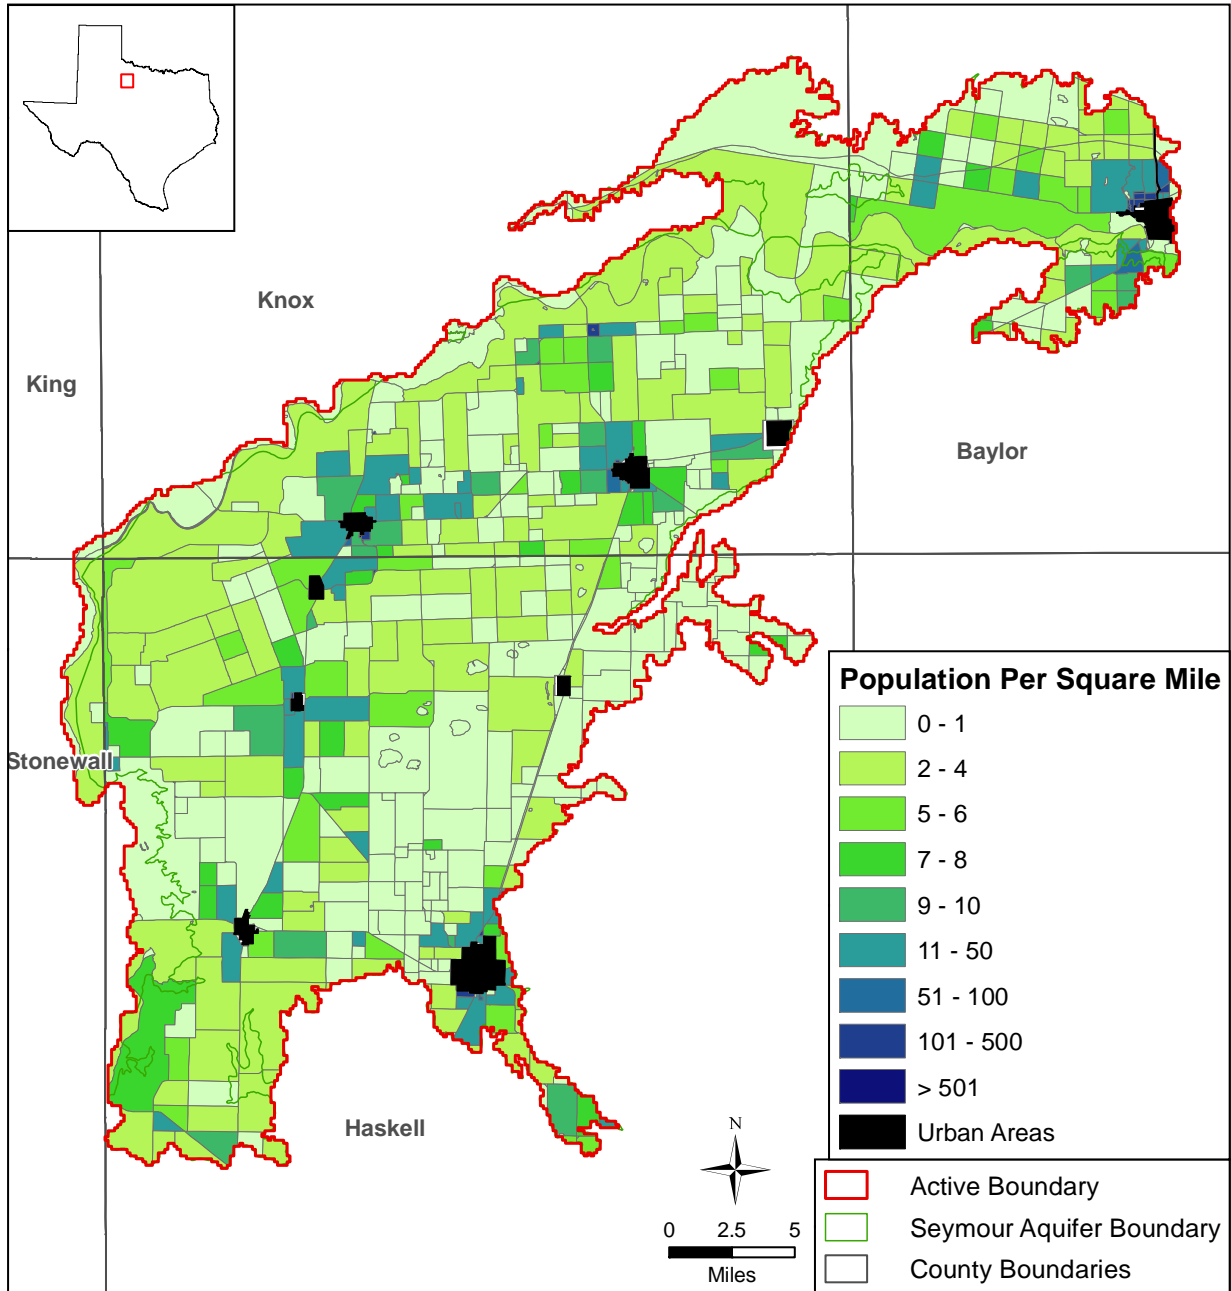 Knox
King
Baylor
Stonewall
Haskell
Population Per Square Mile
0 - 1
2 - 4
5 - 6
7 - 8
9 - 10
11 - 50
51 - 100
101 - 500
> 501
Urban Areas
N
0 2.5 5
Miles
Active Boundary
Seymour Aquifer Boundary
County Boundaries